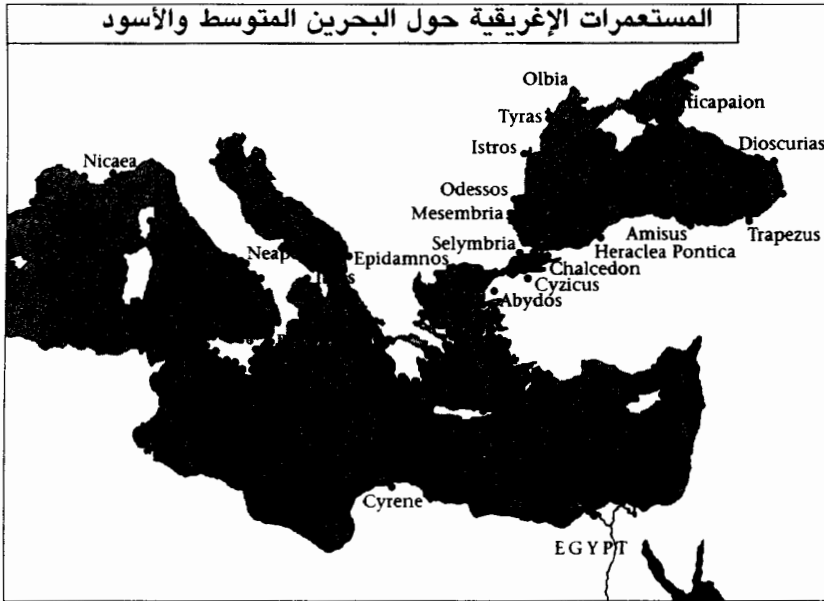 المستعمرات الإغريقية حول البحرين المتوسط والأسود
Olbia
Tyras
Dioscurias
Istros
Nicaea
Odessos
Mesembria
Amisus
Trapezus
Selymbria
Heraclea Pontica
Epidamnos
Chalcedon
Cyzicus
Abydos
Cyrene
EGYPT